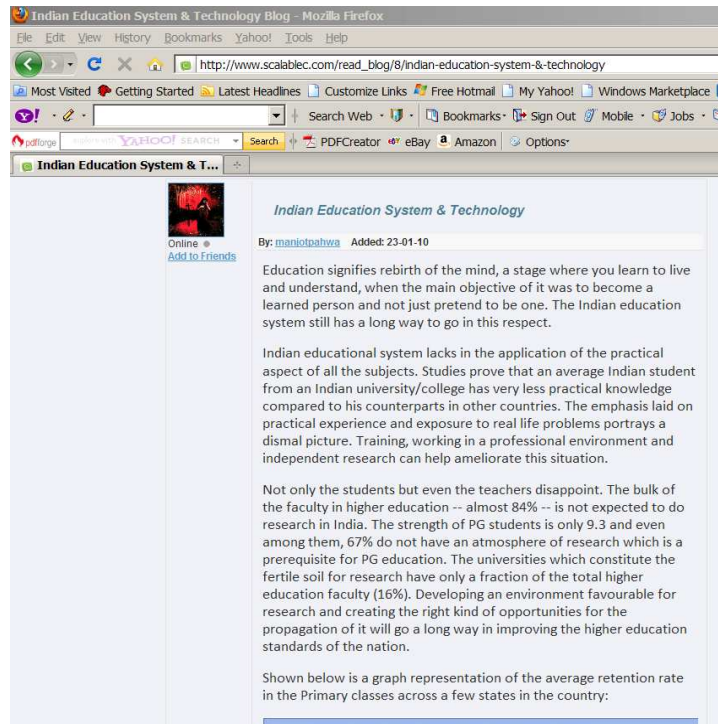 Indian Education System & Technology Blog - Mozilla Firefox
File Edit View History Bookmarks Yahoo! Tools Help
http://www.scalablec.com/read_blog/8/indian-education-system-&-technology
Most Visited Getting Started Latest Headlines Customize Links Free Hotmail My Yahoo! Windows Marketplace
Y! Search Web Bookmarks Sign Out Mobile Jobs
pdfforge YAHOO! SEARCH Search PDFCreator eBay Amazon Options
Indian Education System & T...
Indian Education System & Technology
Online
Add to Friends
By: manjotpahwa Added: 23-01-10
Education signifies rebirth of the mind, a stage where you learn to live
and understand, when the main objective of it was to become a
learned person and not just pretend to be one. The Indian education
system still has a long way to go in this respect.
Indian educational system lacks in the application of the practical
aspect of all the subjects. Studies prove that an average Indian student
from an Indian university/college has very less practical knowledge
compared to his counterparts in other countries. The emphasis laid on
practical experience and exposure to real life problems portrays a
dismal picture. Training, working in a professional environment and
independent research can help ameliorate this situation.
Not only the students but even the teachers disappoint. The bulk of
the faculty in higher education -- almost 84% -- is not expected to do
research in India. The strength of PG students is only 9.3 and even
among them, 67% do not have an atmosphere of research which is a
prerequisite for PG education. The universities which constitute the
fertile soil for research have only a fraction of the total higher
education faculty (16%). Developing an environment favourable for
research and creating the right kind of opportunities for the
propagation of it will go a long way in improving the higher education
standards of the nation.
Shown below is a graph representation of the average retention rate
in the Primary classes across a few states in the country: